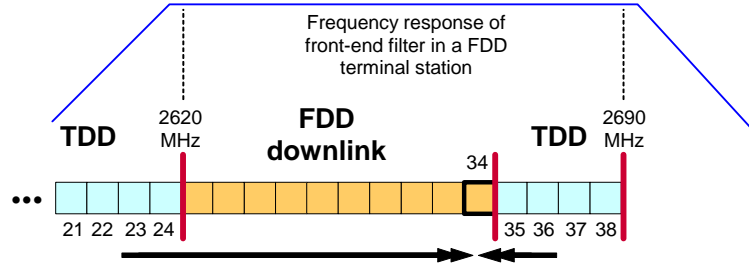 Frequency response of
front-end filter in a FDD
terminal station
TDD
2620
MHz
FDD
downlink
TDD
2690
MHz
34
•••
21 22 23 24
35 36 37 38